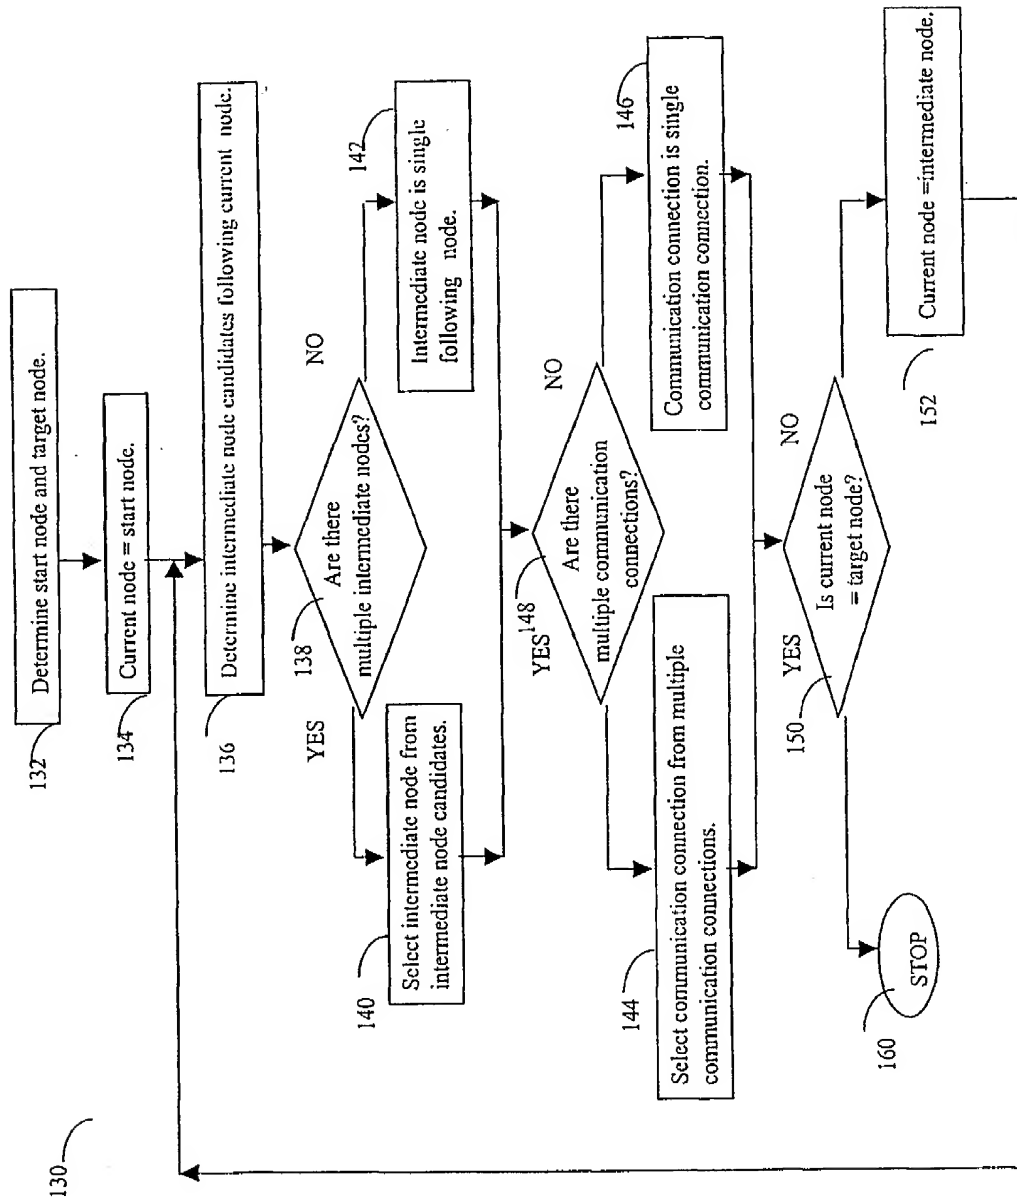 130
132
Determine start node and target node.
134
Current node = start node.
136
Determine intermediate node candidates following current node.
138
Are there
multiple intermediate nodes?
YES
NO
140
Select intermediate node from
intermediate node candidates.
142
Intermediate node is single
following node.
148
Are there
multiple communication
connections?
YES
NO
144
Select communication connection from multiple
communication connections.
146
Communication connection is single
communication connection.
150
Is current node
= target node?
YES
NO
160
STOP
152
Current node =intermediate node.